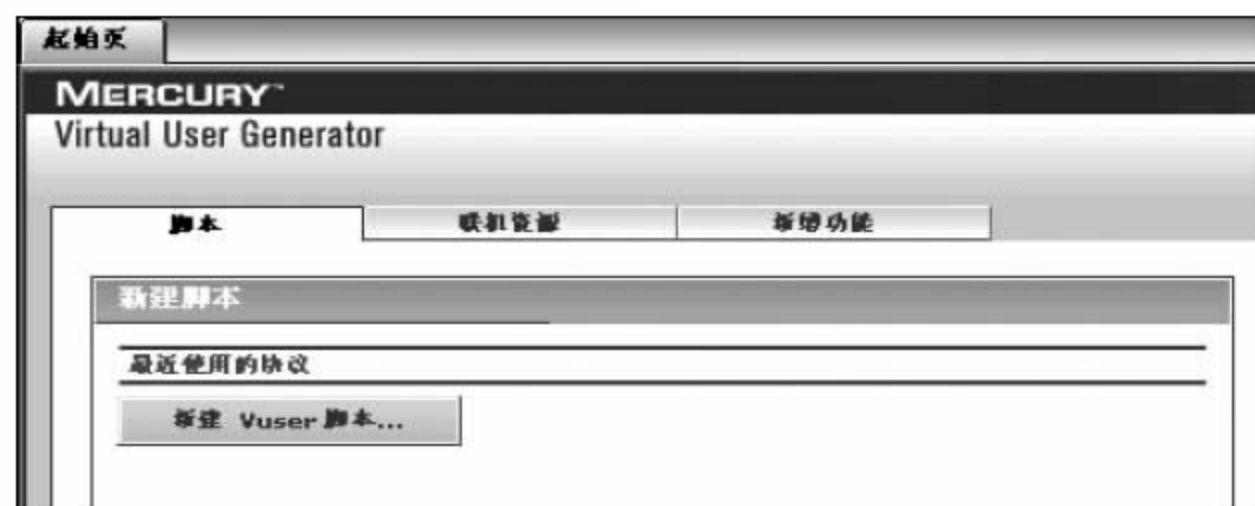 起始页
MERCURY™
Virtual User Generator
脚本 联机资源 新增功能
新建脚本
最近使用的协议
新建 Vuser 脚本...